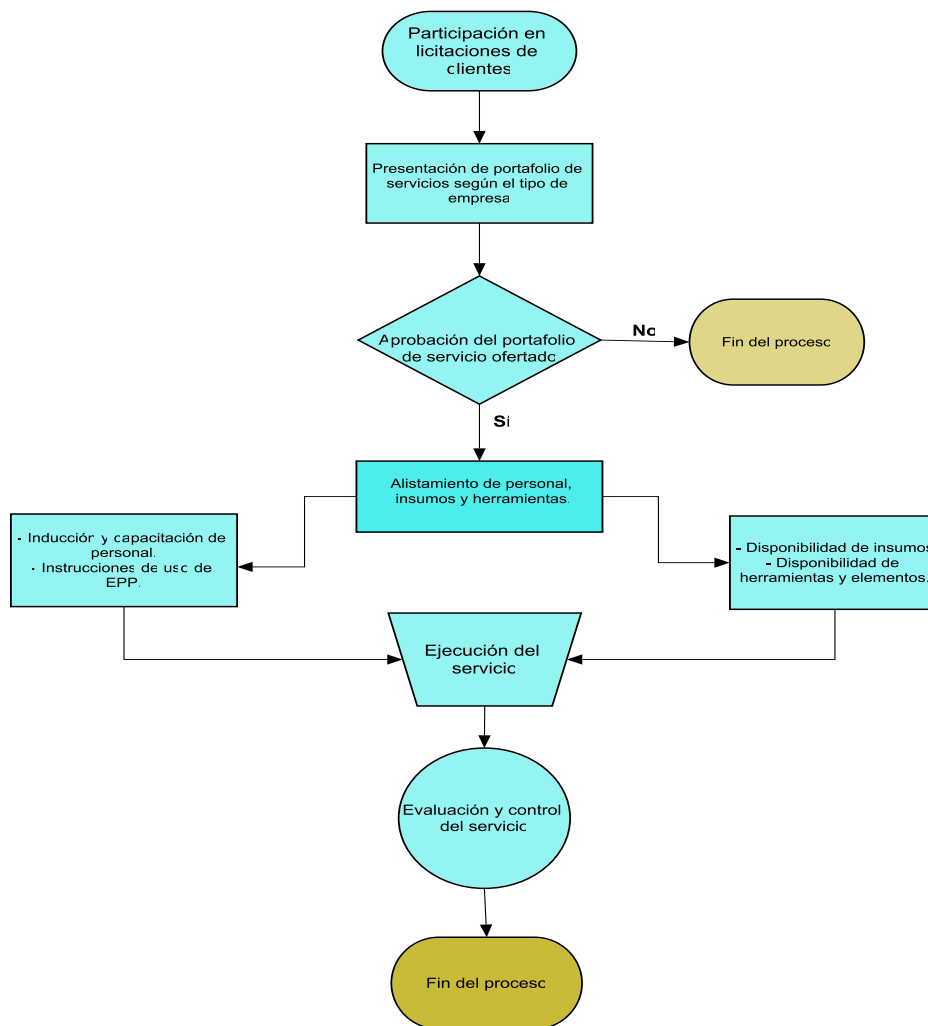 Participación en
licitaciones de
clientes
Presentación de portafolio de
servicios según el tipo de
empresa
Aprobación del portafolio
de servicio ofertado
No
Fin del proceso
Sí
Alistamiento de personal,
insumos y herramientas.
- Inducción y capacitación de
personal.
- Instrucciones de uso de
EPP.
- Disponibilidad de insumos
- Disponibilidad de
herramientas y elementos.
Ejecución del
servicio
Evaluación y control
del servicio
Fin del proceso